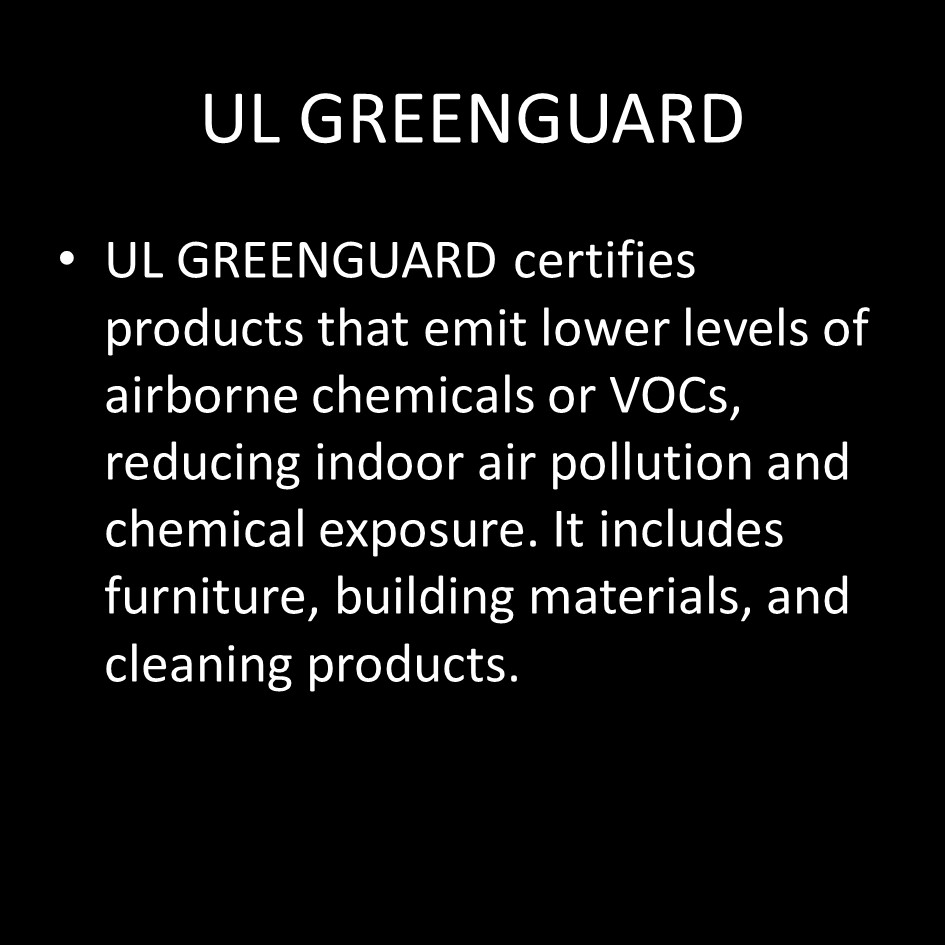 UL GREENGUARD
• UL GREENGUARD certifies
products that emit lower levels of
airborne chemicals or VOCs,
reducing indoor air pollution and
chemical exposure. It includes
furniture, building materials, and
cleaning products.